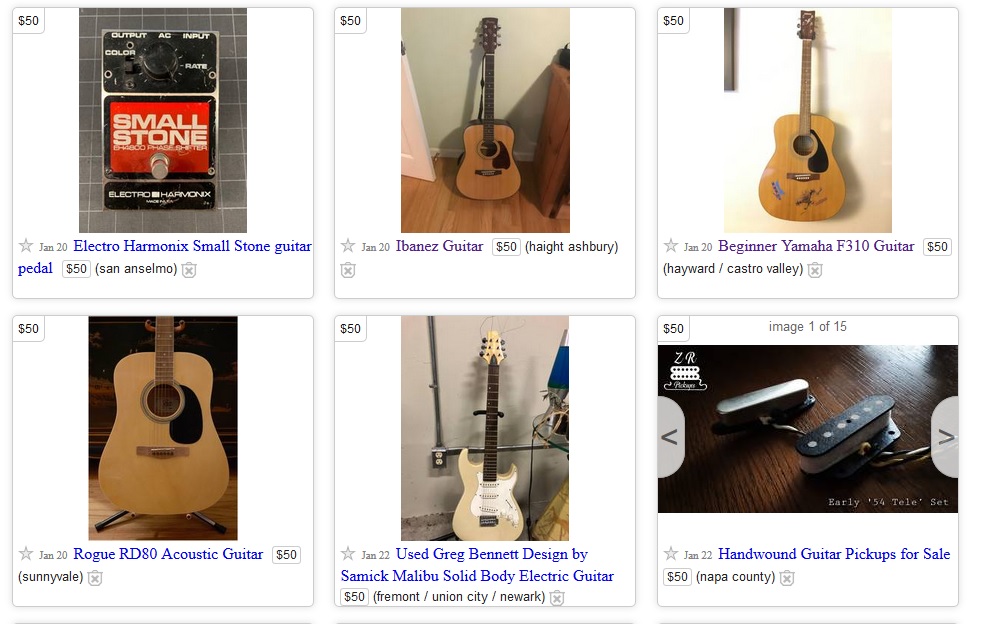 $50
OUTPUT AC INPUT
COLOR
RATE
SMALL
STONE
EH4800 PHASE SHIFTER
ELECTRO-HARMONIX
Jan 20 Electro Harmonix Small Stone guitar
pedal $50 (san anselmo)
$50
Jan 20 Ibanez Guitar $50 (haight ashbury)
$50
Jan 20 Beginner Yamaha F310 Guitar $50
(hayward / castro valley)
$50
Jan 20 Rogue RD80 Acoustic Guitar $50
(sunnyvale)
$50
Jan 22 Used Greg Bennett Design by
Samick Malibu Solid Body Electric Guitar
$50 (fremont / union city / newark)
$50
image 1 of 15
ZR
Pickups
< >
Early '54 Tele' Set
Jan 22 Handwound Guitar Pickups for Sale
$50 (napa county)